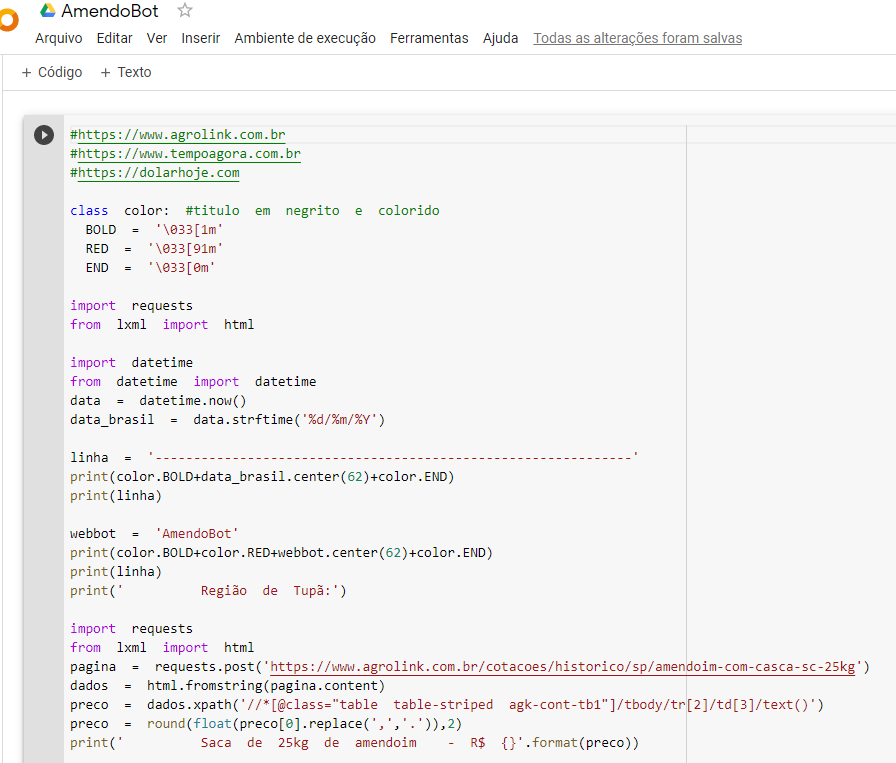 AmendoBot
Arquivo Editar Ver Inserir Ambiente de execução Ferramentas Ajuda Todas as alterações foram salvas
+ Código + Texto
#https://www.agrolink.com.br
#https://www.tempoagora.com.br
#https://dolarhoje.com
class color: #titulo em negrito e colorido
BOLD = '\033[1m'
RED = '\033[91m'
END = '\033[0m'
import requests
from lxml import html
import datetime
from datetime import datetime
data = datetime.now()
data_brasil = data.strftime('%d/%m/%Y')
linha = '--------------------------------------------------------------'
print(color.BOLD+data_brasil.center(62)+color.END)
print(linha)
webbot = 'AmendoBot'
print(color.BOLD+color.RED+webbot.center(62)+color.END)
print(linha)
print(' Região de Tupã:')
import requests
from lxml import html
pagina = requests.post('https://www.agrolink.com.br/cotacoes/historico/sp/amendoim-com-casca-sc-25kg')
dados = html.fromstring(pagina.content)
preco = dados.xpath('//*[@class="table table-striped agk-cont-tb1"]/tbody/tr[2]/td[3]/text()')
preco = round(float(preco[0].replace(',','.')),2)
print(' Saca de 25kg de amendoim - R$ {}'.format(preco))